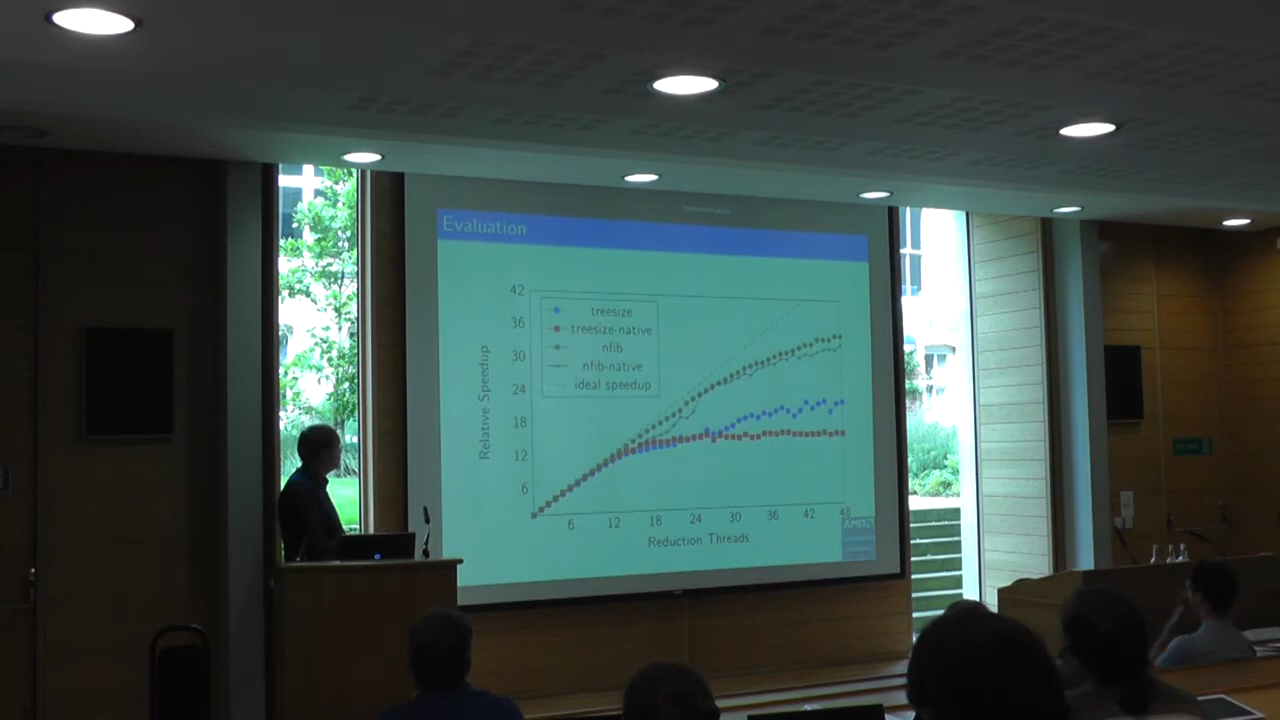 Evaluation
42
36
30
24
18
12
6
Relative Speedup
treesize
treesize-native
nfib
nfib-native
ideal speedup
6 12 18 24 30 36 42 48
Reduction Threads